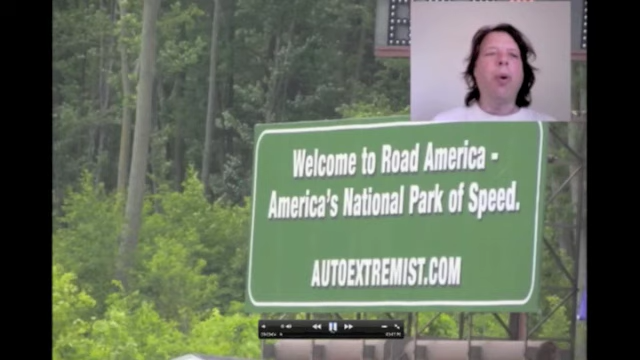 Welcome to Road America -
America's National Park of Speed.
AUTOEXTREMIST.COM